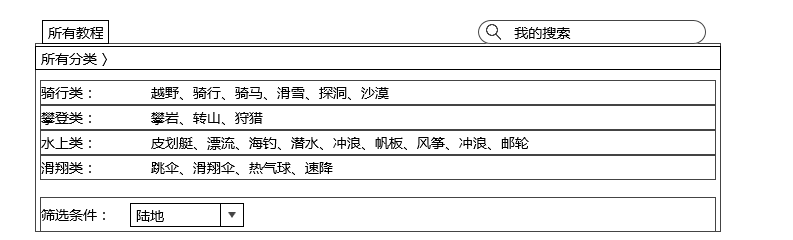 所有教程
我的搜索
所有分类 〉
骑行类： 越野、骑行、骑马、滑雪、探洞、沙漠
攀登类： 攀岩、转山、狩猎
水上类： 皮划艇、漂流、海钓、潜水、冲浪、帆板、风筝、冲浪、邮轮
滑翔类： 跳伞、滑翔伞、热气球、速降
筛选条件： 陆地